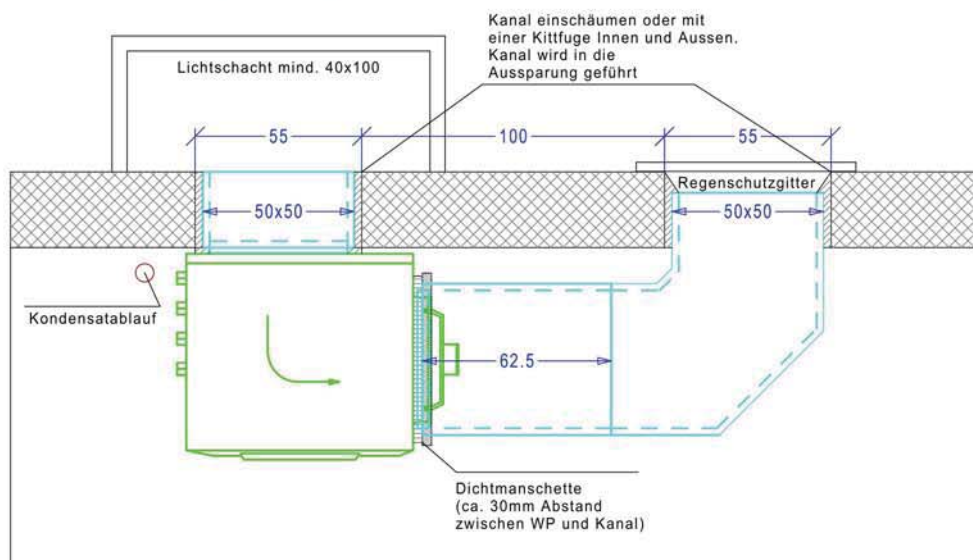 Kanal einschäumen oder mit
einer Kittfuge Innen und Aussen.
Kanal wird in die
Aussparung geführt
Lichtschacht mind. 40x100
55
100
55
Regenschutzgitter
50x50
50x50
Kondensatablauf
62.5
Dichtmanschette
(ca. 30mm Abstand
zwischen WP und Kanal)